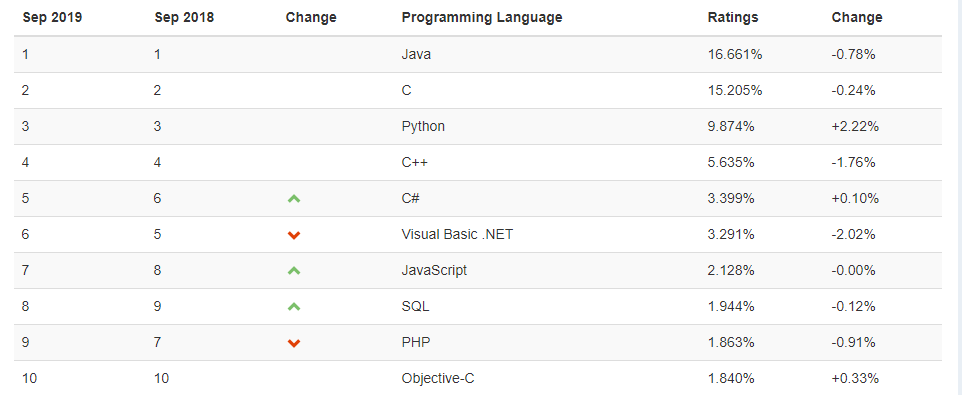 Sep 2019 Sep 2018 Change Programming Language Ratings Change
1 1 Java 16.661% -0.78%
2 2 C 15.205% -0.24%
3 3 Python 9.874% +2.22%
4 4 C++ 5.635% -1.76%
5 6 C# 3.399% +0.10%
6 5 Visual Basic .NET 3.291% -2.02%
7 8 JavaScript 2.128% -0.00%
8 9 SQL 1.944% -0.12%
9 7 PHP 1.863% -0.91%
10 10 Objective-C 1.840% +0.33%